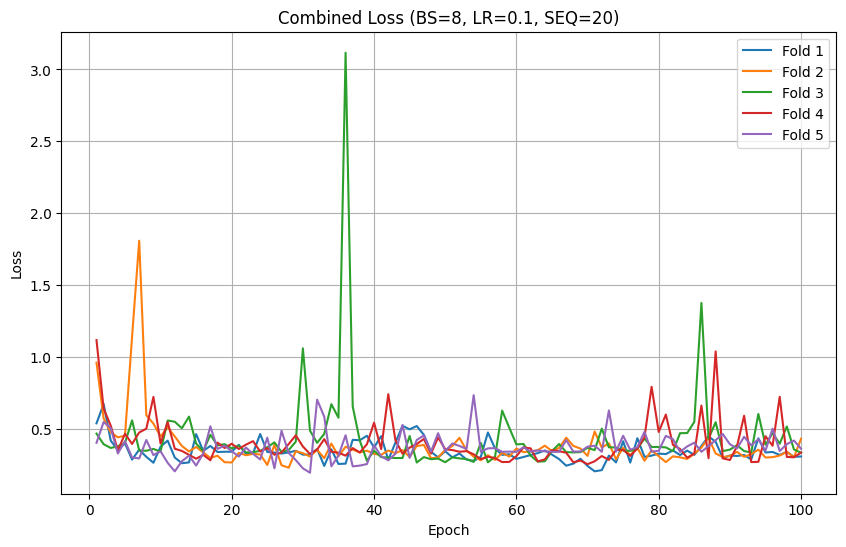 Combined Loss (BS=8, LR=0.1, SEQ=20)
Fold 1
Fold 2
Fold 3
Fold 4
Fold 5
Loss
3.0
2.5
2.0
1.5
1.0
0.5
0 20 40 60 80 100
Epoch